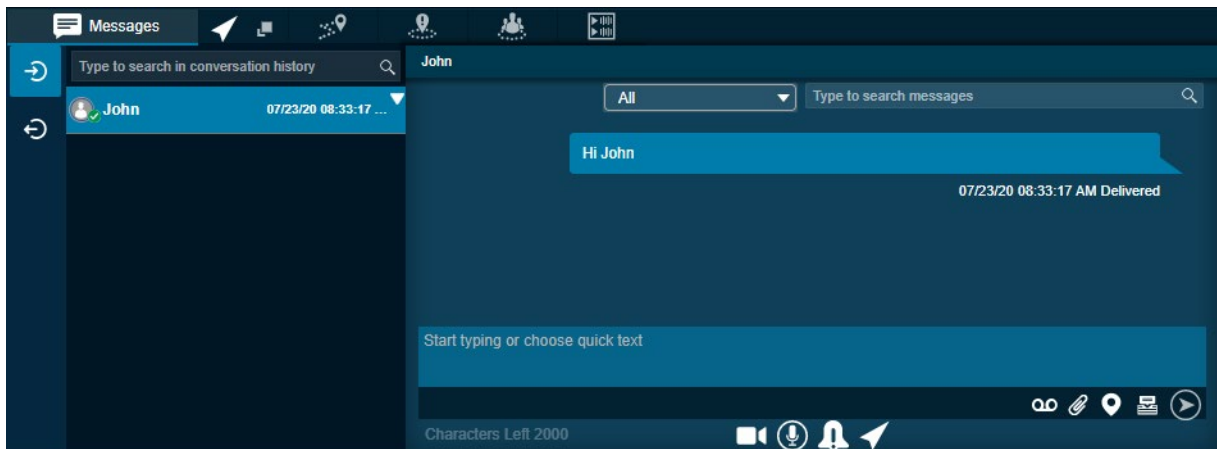 Messages
Type to search in conversation history
John 07/23/20 08:33:17 ...
John
All
Type to search messages
Hi John
07/23/20 08:33:17 AM Delivered
Start typing or choose quick text
Characters Left 2000